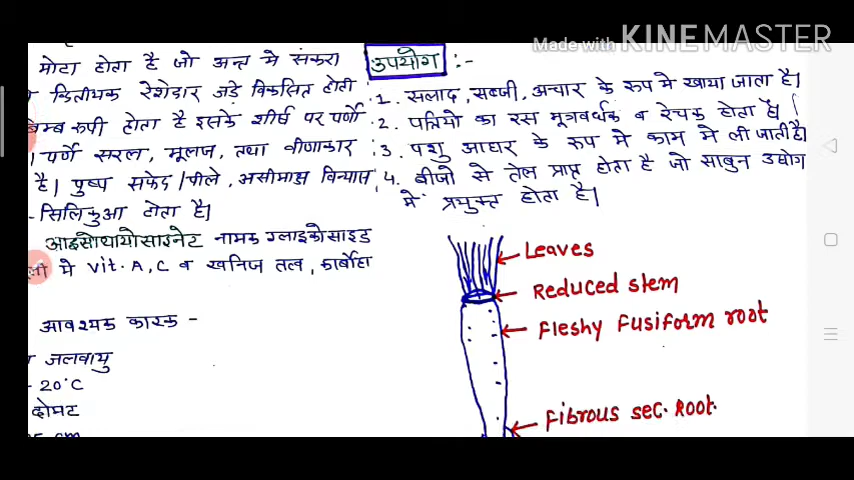 Made with KINEMASTER
मोटा होता है जो अन्त मे संकरा
द्वितीयक रेशेदार जड़े विकसित होती
बिम्ब रुपी होता है इसके शीर्ष पर पर्णो
। पर्णे सरल, मूलज, तथा वीणाकार
है। पुष्प सफेद/पीले, असीमाक्ष विन्यास,
- सिलिकुआ होता है।
आइसोथायोसाइनेट नामक ग्लाइकोसाइड
मे Vit. A, C व खनिज तत्व, कार्बोहा
आवश्यक कारक -
जलवायु
- 20°C
दोमट
cm
उपयोग :-
1. सलाद, सब्जी, अचार के रूप मे खाया जाता है।
2. पत्तियो का रस मूत्रवर्धक व रेचक होता है।
3. पशु आहार के रूप मे काम मे ली जाती है।
4. बीजो से तेल प्राप्त होता है जो साबुन उद्योग
मे प्रयुक्त होता है।
Leaves
Reduced stem
Fleshy Fusiform root
Fibrous sec. Root.